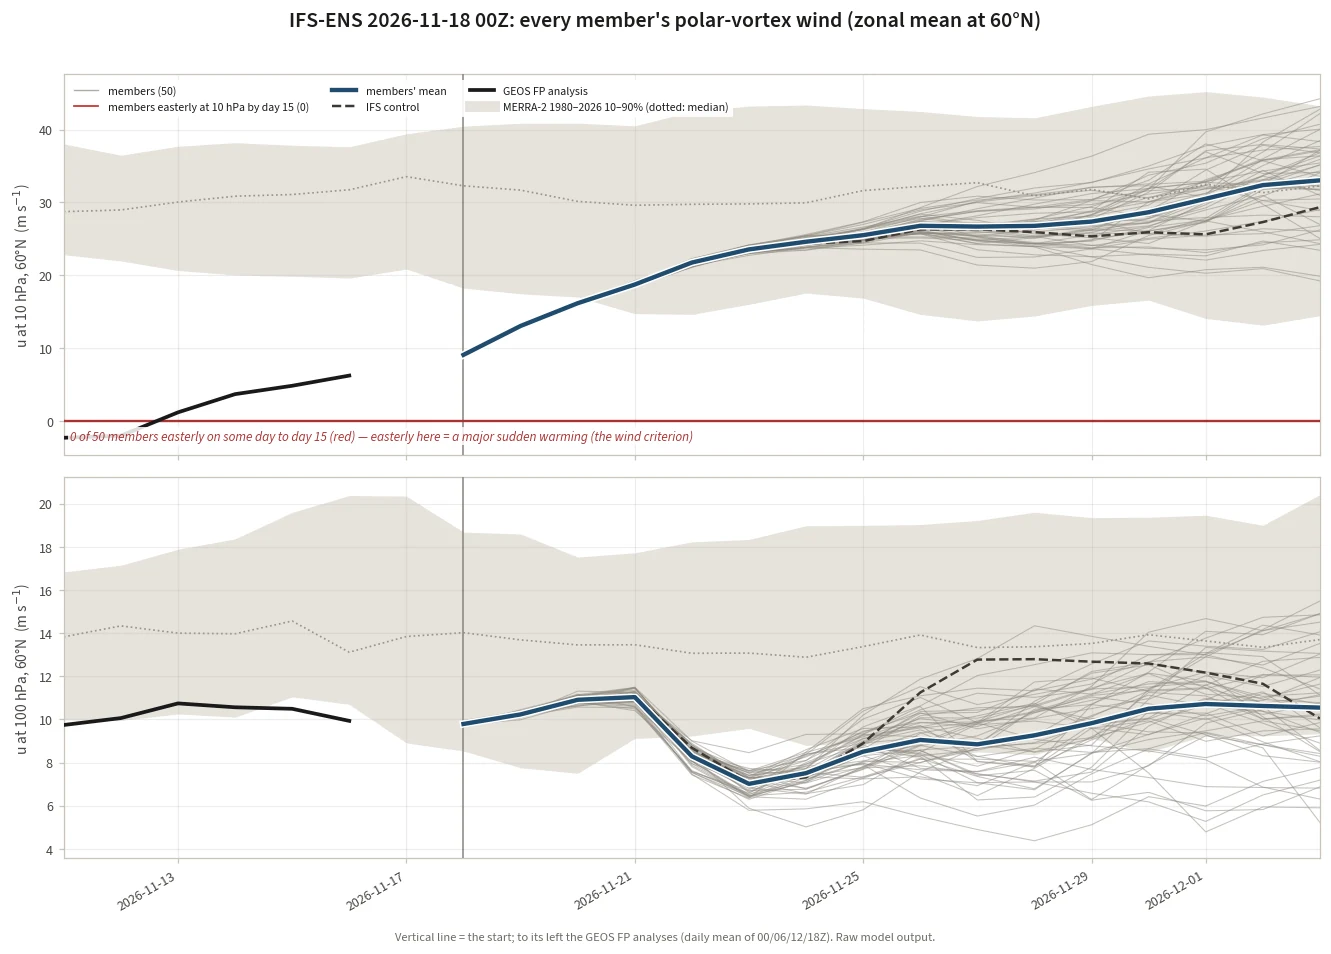 IFS-ENS 2026-11-18 00Z: every member's polar-vortex wind (zonal mean at 60°N)
members (50)
members easterly at 10 hPa by day 15 (0)
members' mean
IFS control
GEOS FP analysis
MERRA-2 1980–2026 10–90% (dotted: median)
u at 10 hPa, 60°N (m s⁻¹)
40
30
20
10
0
0 of 50 members easterly on some day to day 15 (red) — easterly here = a major sudden warming (the wind criterion)
u at 100 hPa, 60°N (m s⁻¹)
20
18
16
14
12
10
8
6
4
2026-11-13
2026-11-17
2026-11-21
2026-11-25
2026-11-29
2026-12-01
Vertical line = the start; to its left the GEOS FP analyses (daily mean of 00/06/12/18Z). Raw model output.